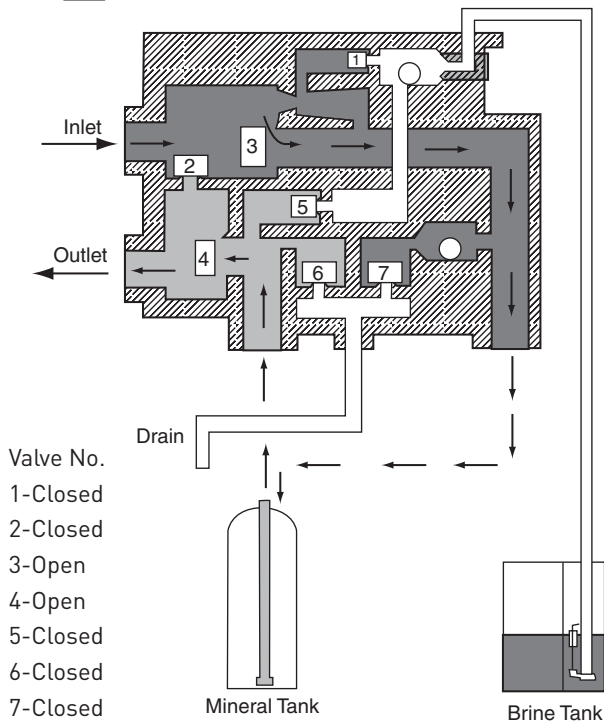 1
Inlet
3
2
5
Outlet
4
6
7
Drain
Valve No.
1-Closed
2-Closed
3-Open
4-Open
5-Closed
6-Closed
7-Closed
Mineral Tank
Brine Tank